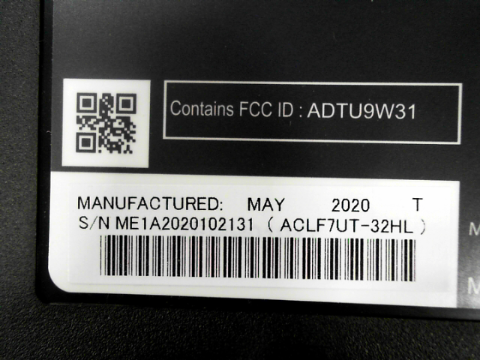 Contains FCC ID : ADTU9W31
MANUFACTURED: MAY 2020 T
S/N ME1A2020102131 ( ACLF7UT-32HL )
M
M